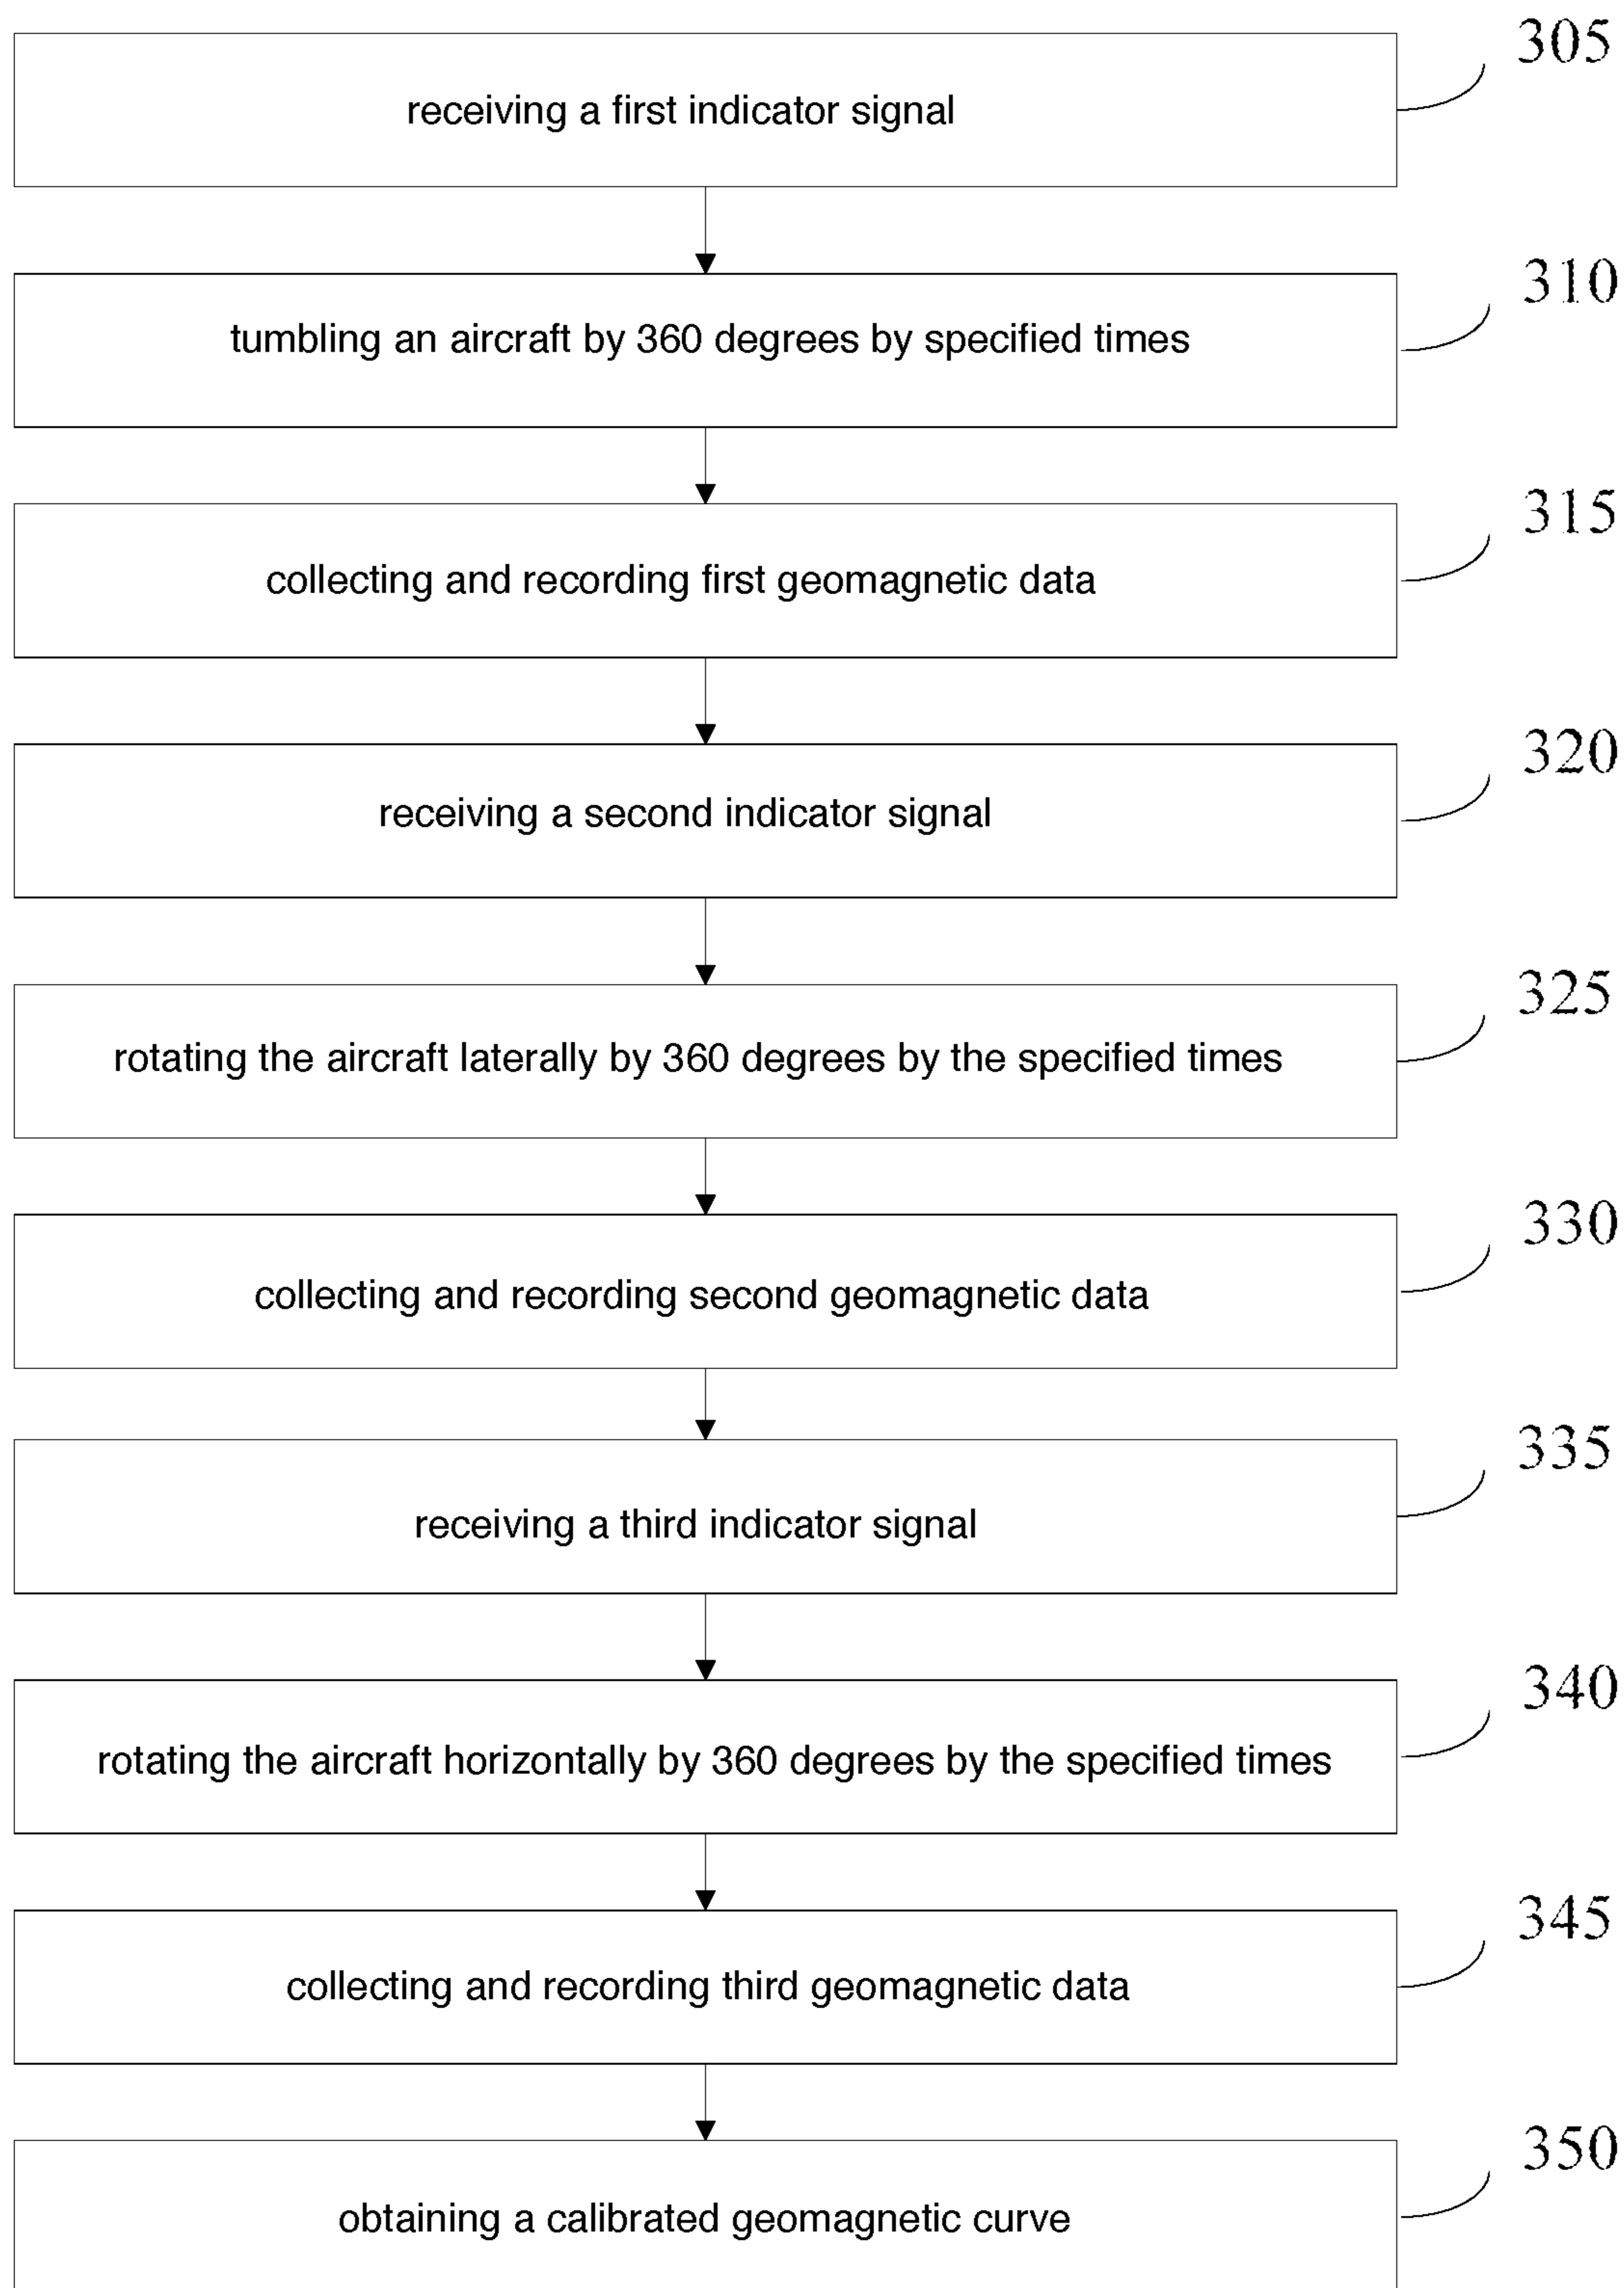 305
receiving a first indicator signal
310
tumbling an aircraft by 360 degrees by specified times
315
collecting and recording first geomagnetic data
320
receiving a second indicator signal
325
rotating the aircraft laterally by 360 degrees by the specified times
330
collecting and recording second geomagnetic data
335
receiving a third indicator signal
340
rotating the aircraft horizontally by 360 degrees by the specified times
345
collecting and recording third geomagnetic data
350
obtaining a calibrated geomagnetic curve